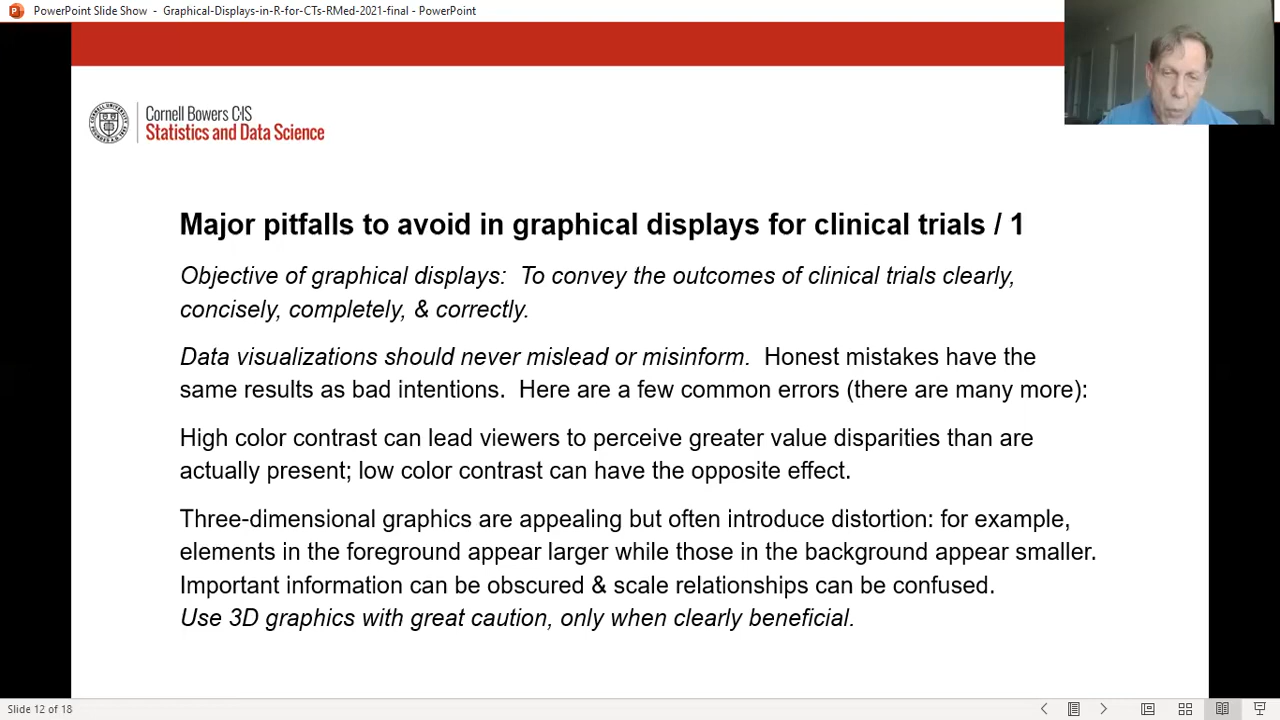 PowerPoint Slide Show - Graphical-Displays-in-R-for-CTs-RMed-2021-final - PowerPoint
Cornell Bowers C·IS
Statistics and Data Science
Major pitfalls to avoid in graphical displays for clinical trials / 1
Objective of graphical displays: To convey the outcomes of clinical trials clearly,
concisely, completely, & correctly.
Data visualizations should never mislead or misinform. Honest mistakes have the
same results as bad intentions. Here are a few common errors (there are many more):
High color contrast can lead viewers to perceive greater value disparities than are
actually present; low color contrast can have the opposite effect.
Three-dimensional graphics are appealing but often introduce distortion: for example,
elements in the foreground appear larger while those in the background appear smaller.
Important information can be obscured & scale relationships can be confused.
Use 3D graphics with great caution, only when clearly beneficial.
Slide 12 of 18